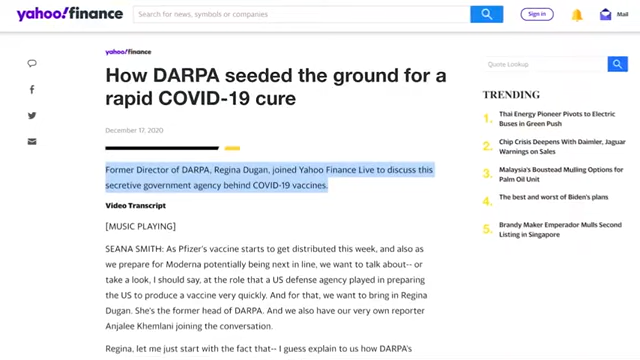 yahoo!finance
Search for news, symbols or companies
Sign in
Mail
yahoo!finance
How DARPA seeded the ground for a
rapid COVID-19 cure
December 17, 2020
Former Director of DARPA, Regina Dugan, joined Yahoo Finance Live to discuss this
secretive government agency behind COVID-19 vaccines.
Video Transcript
[MUSIC PLAYING]
SEANA SMITH: As Pfizer's vaccine starts to get distributed this week, and also as
we prepare for Moderna potentially being next in line, we want to talk about-- or
take a look, I should say, at the role that a US defense agency played in preparing
the US to produce a vaccine very quickly. And for that, we want to bring in Regina
Dugan. She's the former head of DARPA. And we also have our very own reporter
Anjalee Khemlani joining the conversation.
Regina, let me just start with the fact that-- I guess explain to us how DARPA's
Quote Lookup
TRENDING
1. Thai Energy Pioneer Pivots to Electric
Buses in Green Push
2. Chip Crisis Deepens With Daimler, Jaguar
Warnings on Sales
3. Malaysia's Boustead Mulling Options for
Palm Oil Unit
4. The best and worst of Biden's plans
5. Brandy Maker Emperador Mulls Second
Listing in Singapore